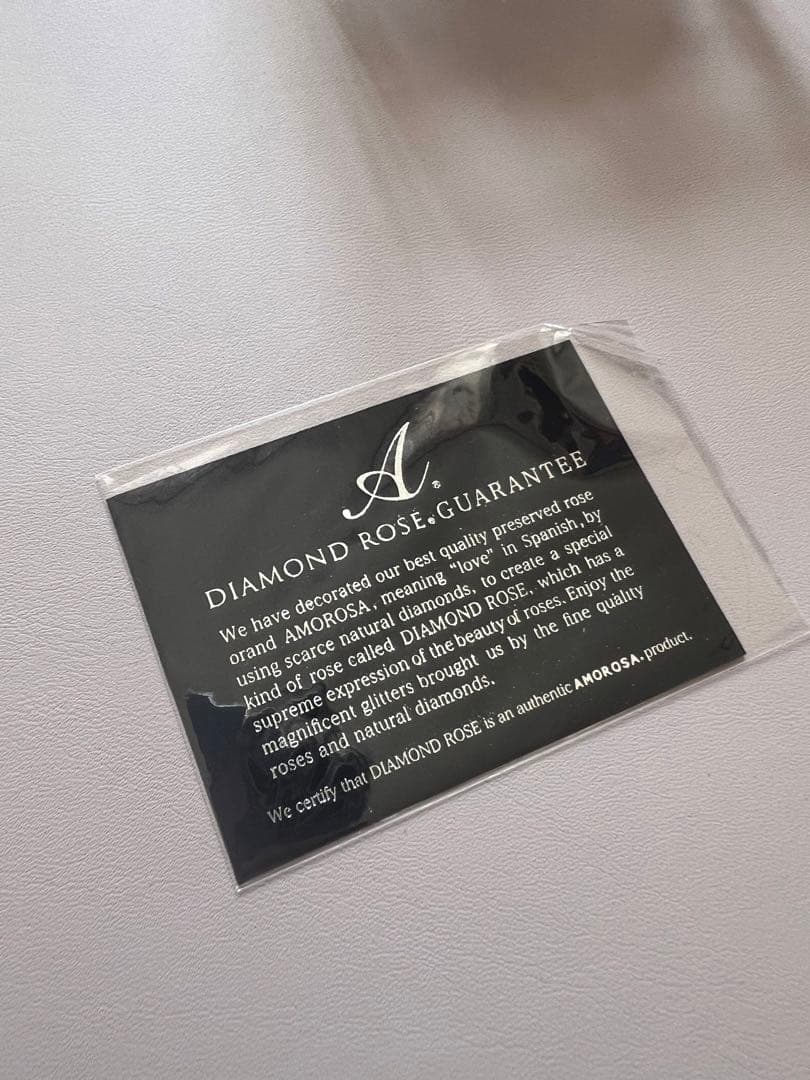 A®
DIAMOND ROSE®GUARANTEE
We have decorated our best quality preserved rose
orand AMOROSA, meaning "love" in Spanish, by
using scarce natural diamonds, to create a special
kind of rose called DIAMOND ROSE, which has a
supreme expression of the beauty of roses. Enjoy the
magnificent glitters brought us by the fine quality
roses and natural diamonds.
We certify that DIAMOND ROSE is an authentic AMOROSA® product.